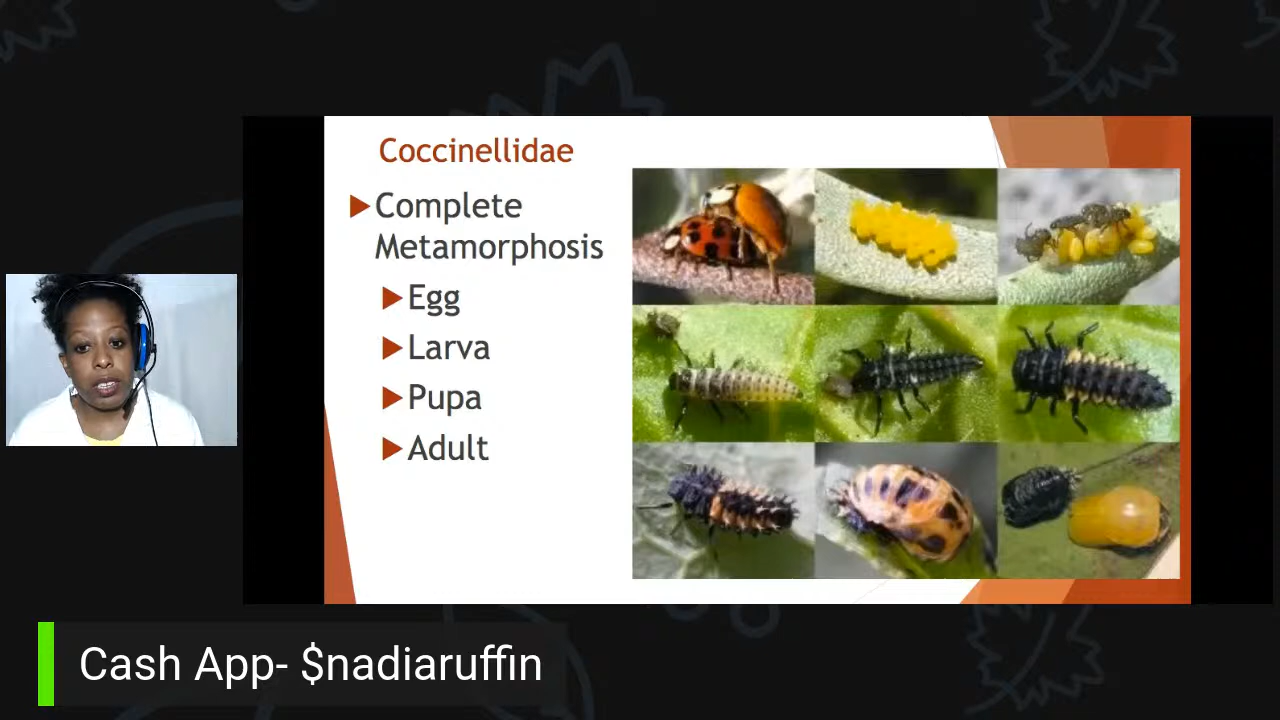 Coccinellidae
Complete
Metamorphosis
Egg
Larva
Pupa
Adult
Cash App- $nadiaruffin